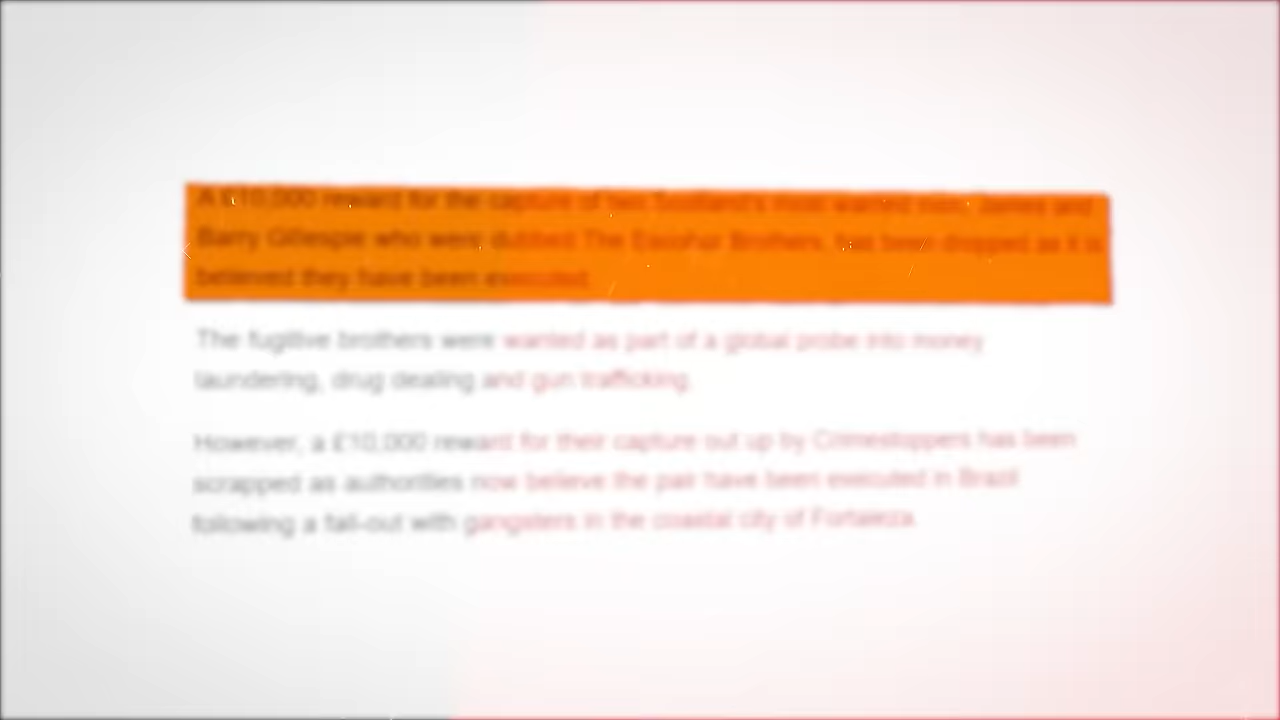 A £10,000 reward for the capture of two Scotland's most wanted men, James and
Barry Gillespie who were dubbed The Escobar Brothers, has been dropped as it is
believed they have been executed.
The fugitive brothers were wanted as part of a global probe into money
laundering, drug dealing and gun trafficking.
However, a £10,000 reward for their capture out up by Crimestoppers has been
scrapped as authorities now believe the pair have been executed in Brazil
following a fall-out with gangsters in the coastal city of Fortaleza.